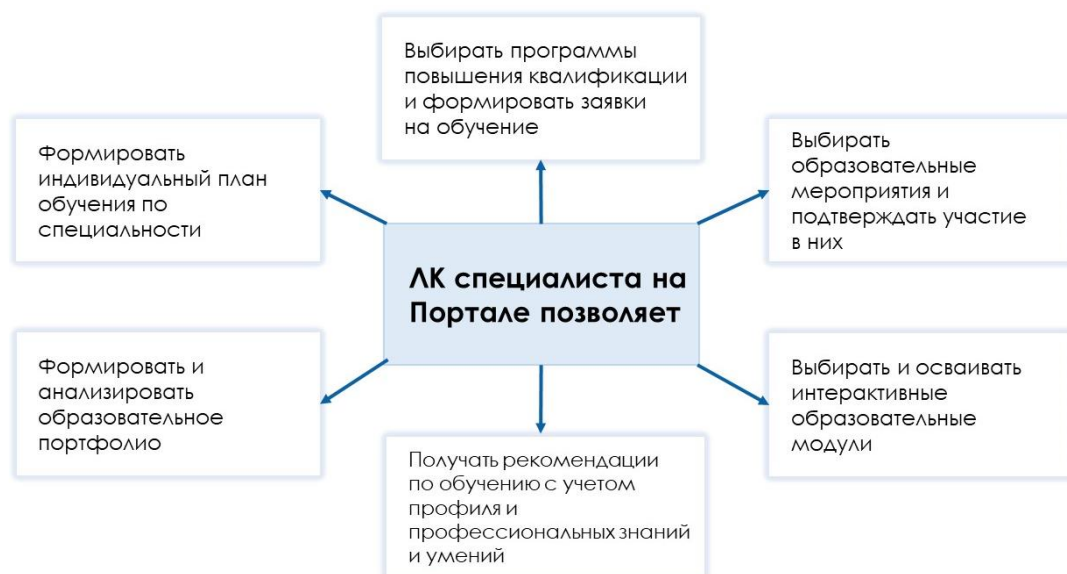 Выбирать программы
повышения квалификации
и формировать заявки
на обучение
Формировать
индивидуальный план
обучения по
специальности
Выбирать
образовательные
мероприятия и
подтверждать участие
в них
ЛК специалиста на
Портале позволяет
Формировать и
анализировать
образовательное
портфолио
Выбирать и осваивать
интерактивные
образовательные
модули
Получать рекомендации
по обучению с учетом
профиля и
профессиональных знаний
и умений